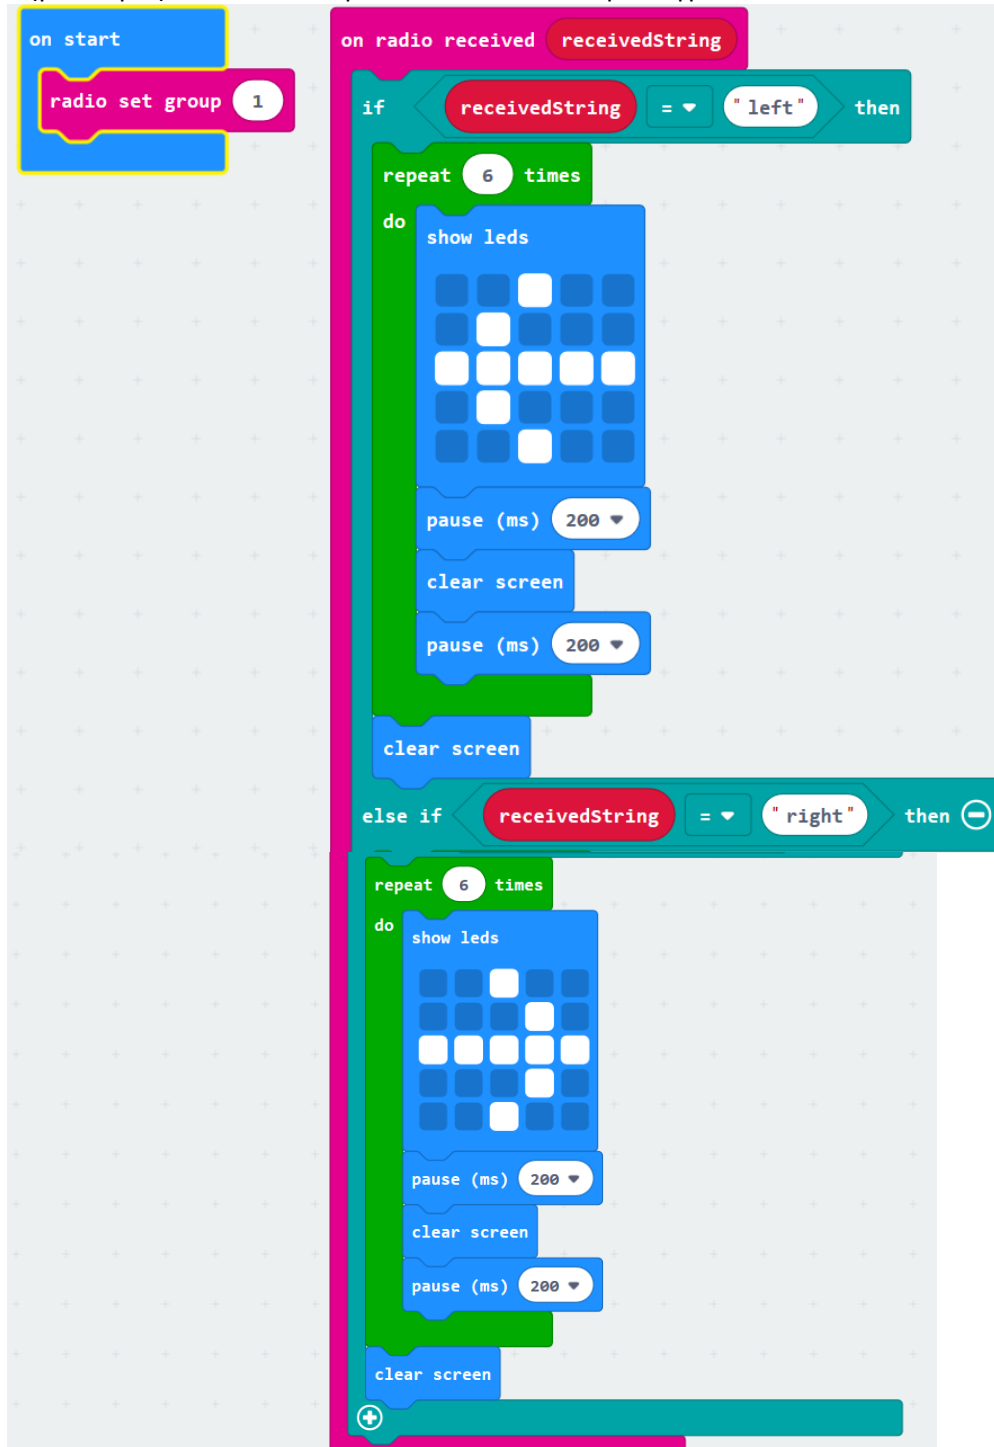 on start
radio set group 1
on radio received receivedString
if receivedString = "left" then
repeat 6 times
do
show leds
pause (ms) 200
clear screen
pause (ms) 200
clear screen
else if receivedString = "right" then
repeat 6 times
do
show leds
pause (ms) 200
clear screen
pause (ms) 200
clear screen